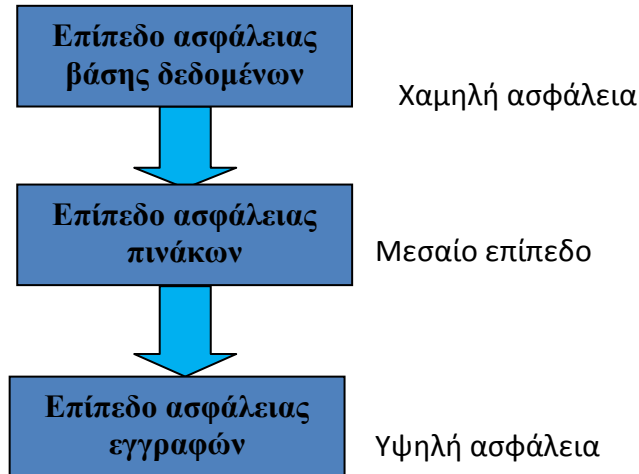 Επίπεδο ασφάλειας
βάσης δεδομένων
Χαμηλή ασφάλεια
Επίπεδο ασφάλειας
πινάκων
Μεσαίο επίπεδο
Επίπεδο ασφάλειας
εγγραφών
Υψηλή ασφάλεια